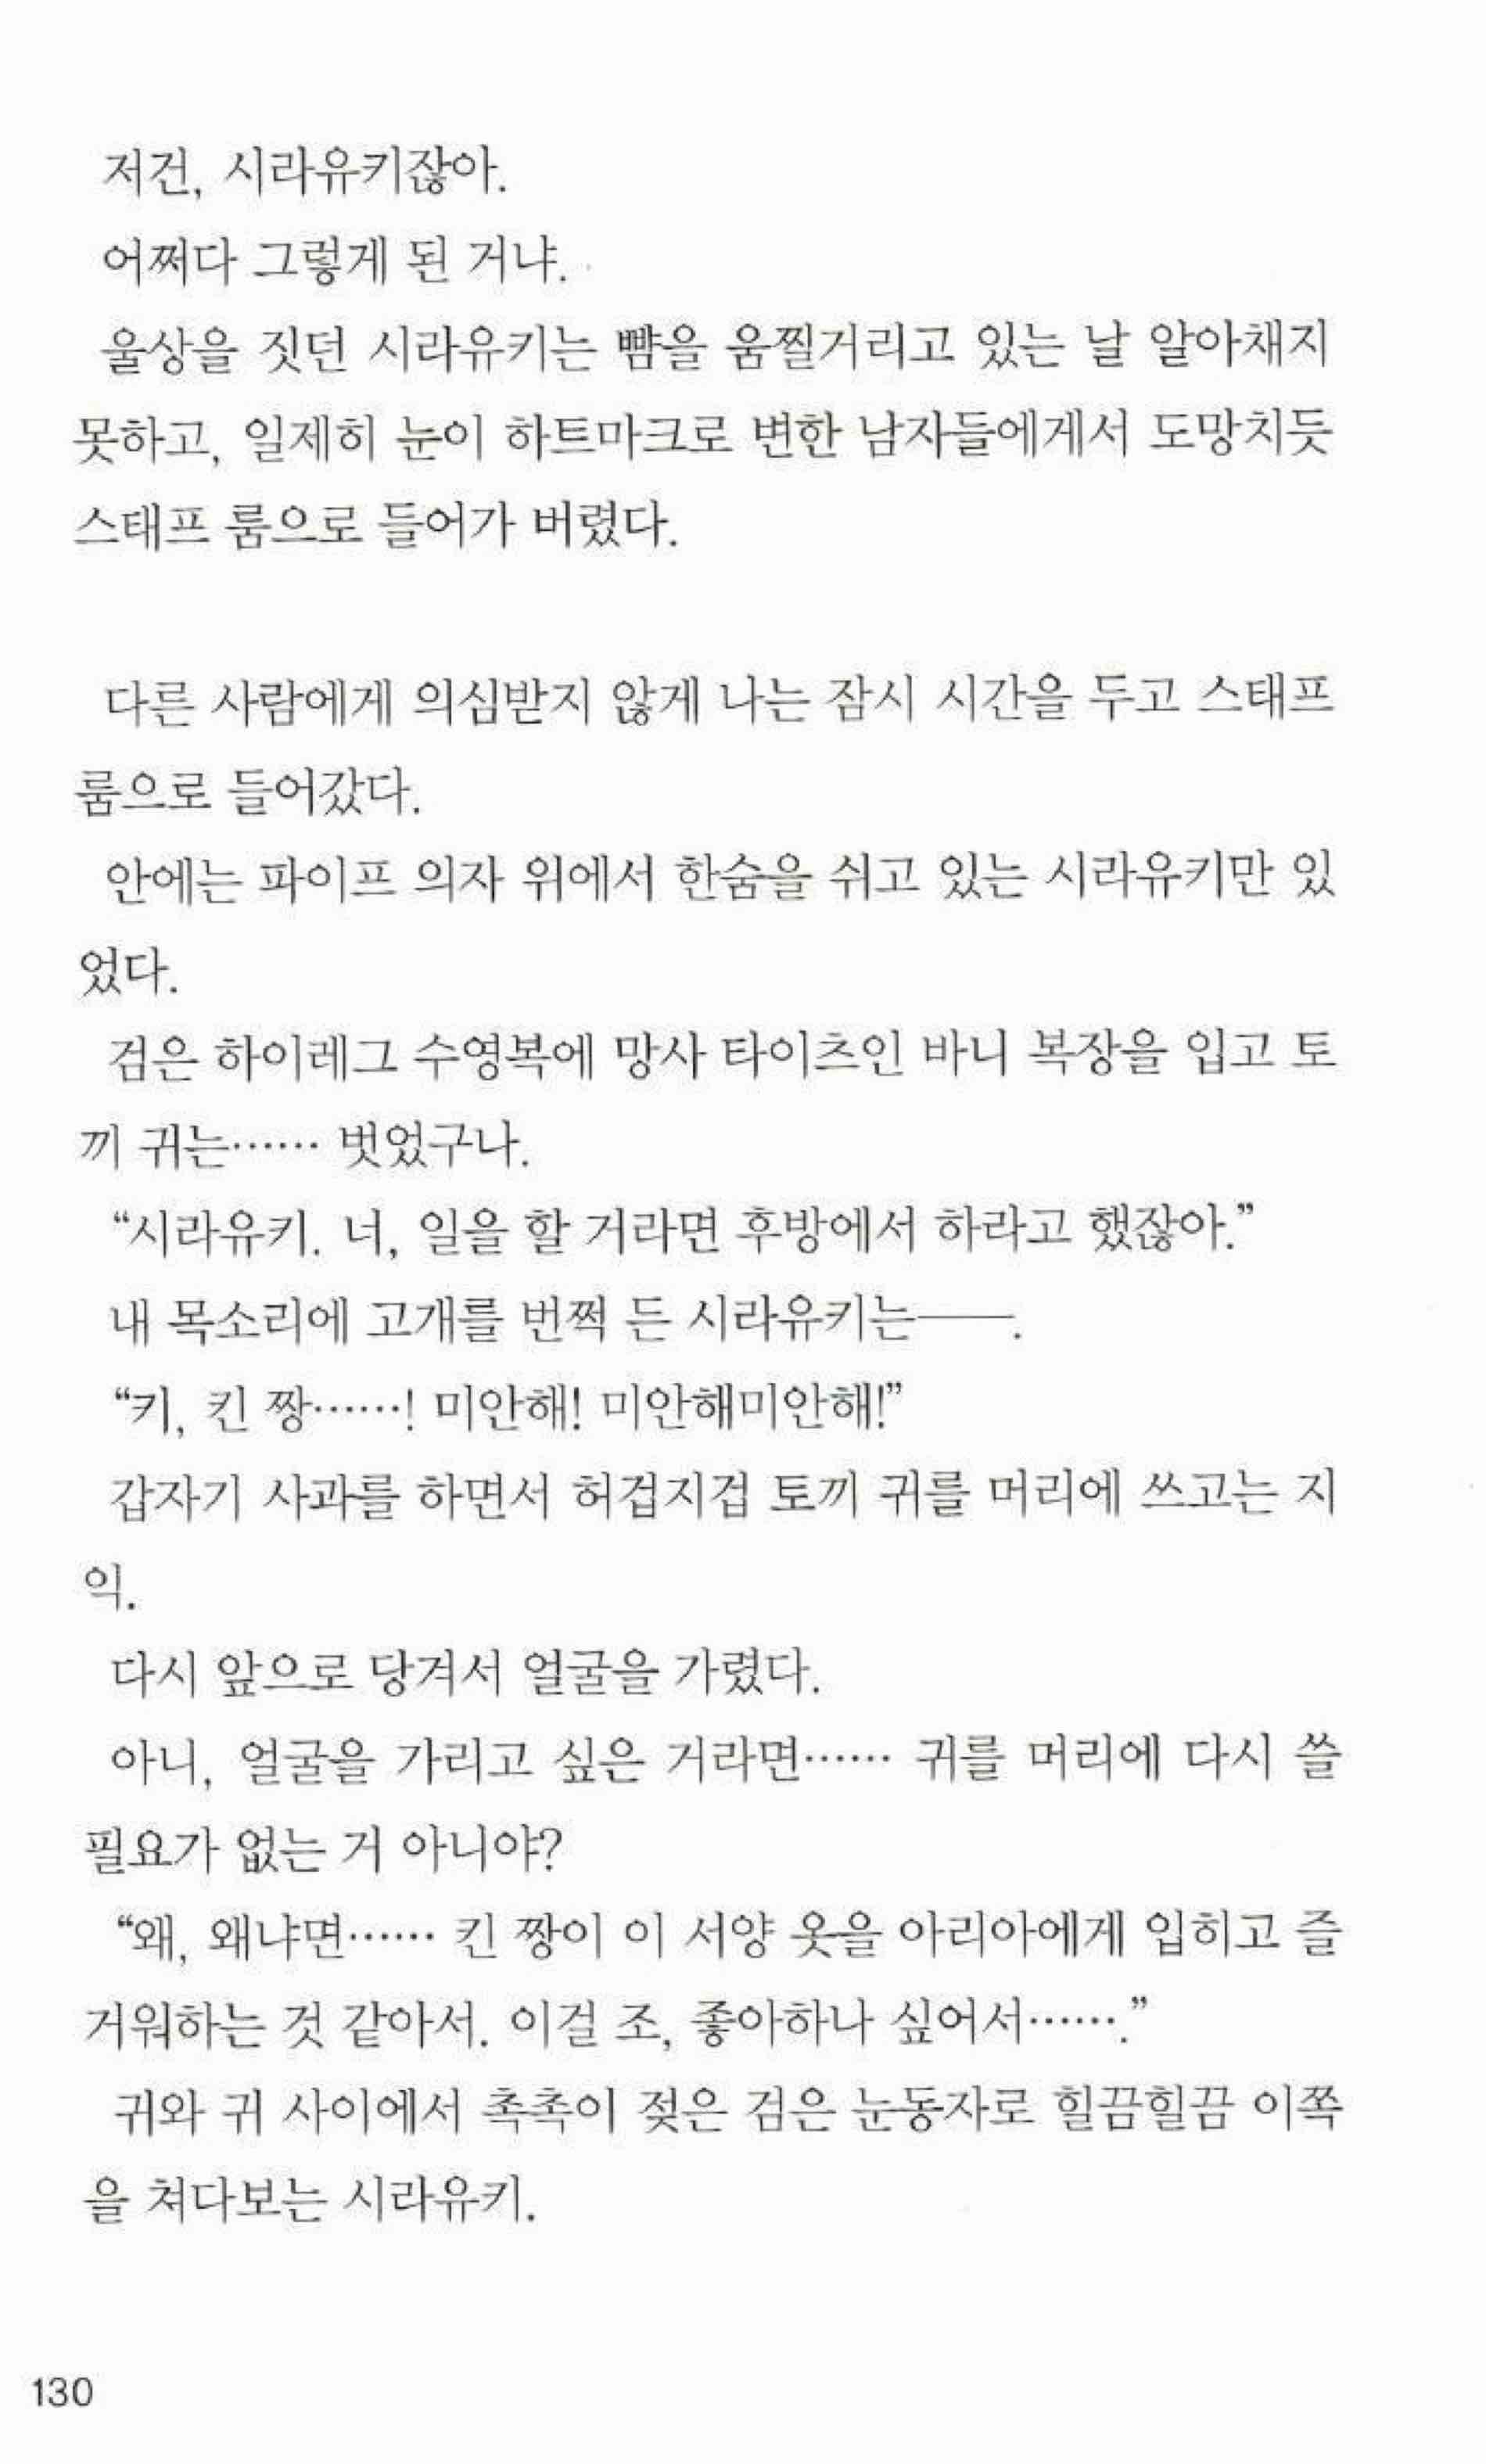 저건, 시라유키잖아.
어쩌다 그렇게 된 거냐.
울상을 짓던 시라유키는 뺨을 움찔거리고 있는 날 알아채지
못하고, 일제히 눈이 하트마크로 변한 남자들에게서 도망치듯
스태프 룸으로 들어가 버렸다.
다른 사람에게 의심받지 않게 나는 잠시 시간을 두고 스태프
룸으로 들어갔다.
안에는 파이프 의자 위에서 한숨을 쉬고 있는 시라유키만 있
었다.
검은 하이레그 수영복에 망사 타이츠인 바니 복장을 입고 토
끼 귀는…… 벗었구나.
“시라유키. 너, 일을 할 거라면 후방에서 하라고 했잖아.”
내 목소리에 고개를 번쩍 든 시라유키는──.
“키, 킨 짱……! 미안해! 미안해미안해!”
갑자기 사과를 하면서 허겁지겁 토끼 귀를 머리에 쓰고는 지
익.
다시 앞으로 당겨서 얼굴을 가렸다.
아니, 얼굴을 가리고 싶은 거라면…… 귀를 머리에 다시 쓸
필요가 없는 거 아니야?
“왜, 왜냐면…… 킨 짱이 이 서양 옷을 아리아에게 입히고 즐
거워하는 것 같아서. 이걸 조, 좋아하나 싶어서…….”
귀와 귀 사이에서 촉촉이 젖은 검은 눈동자로 힐끔힐끔 이쪽
을 쳐다보는 시라유키.
130